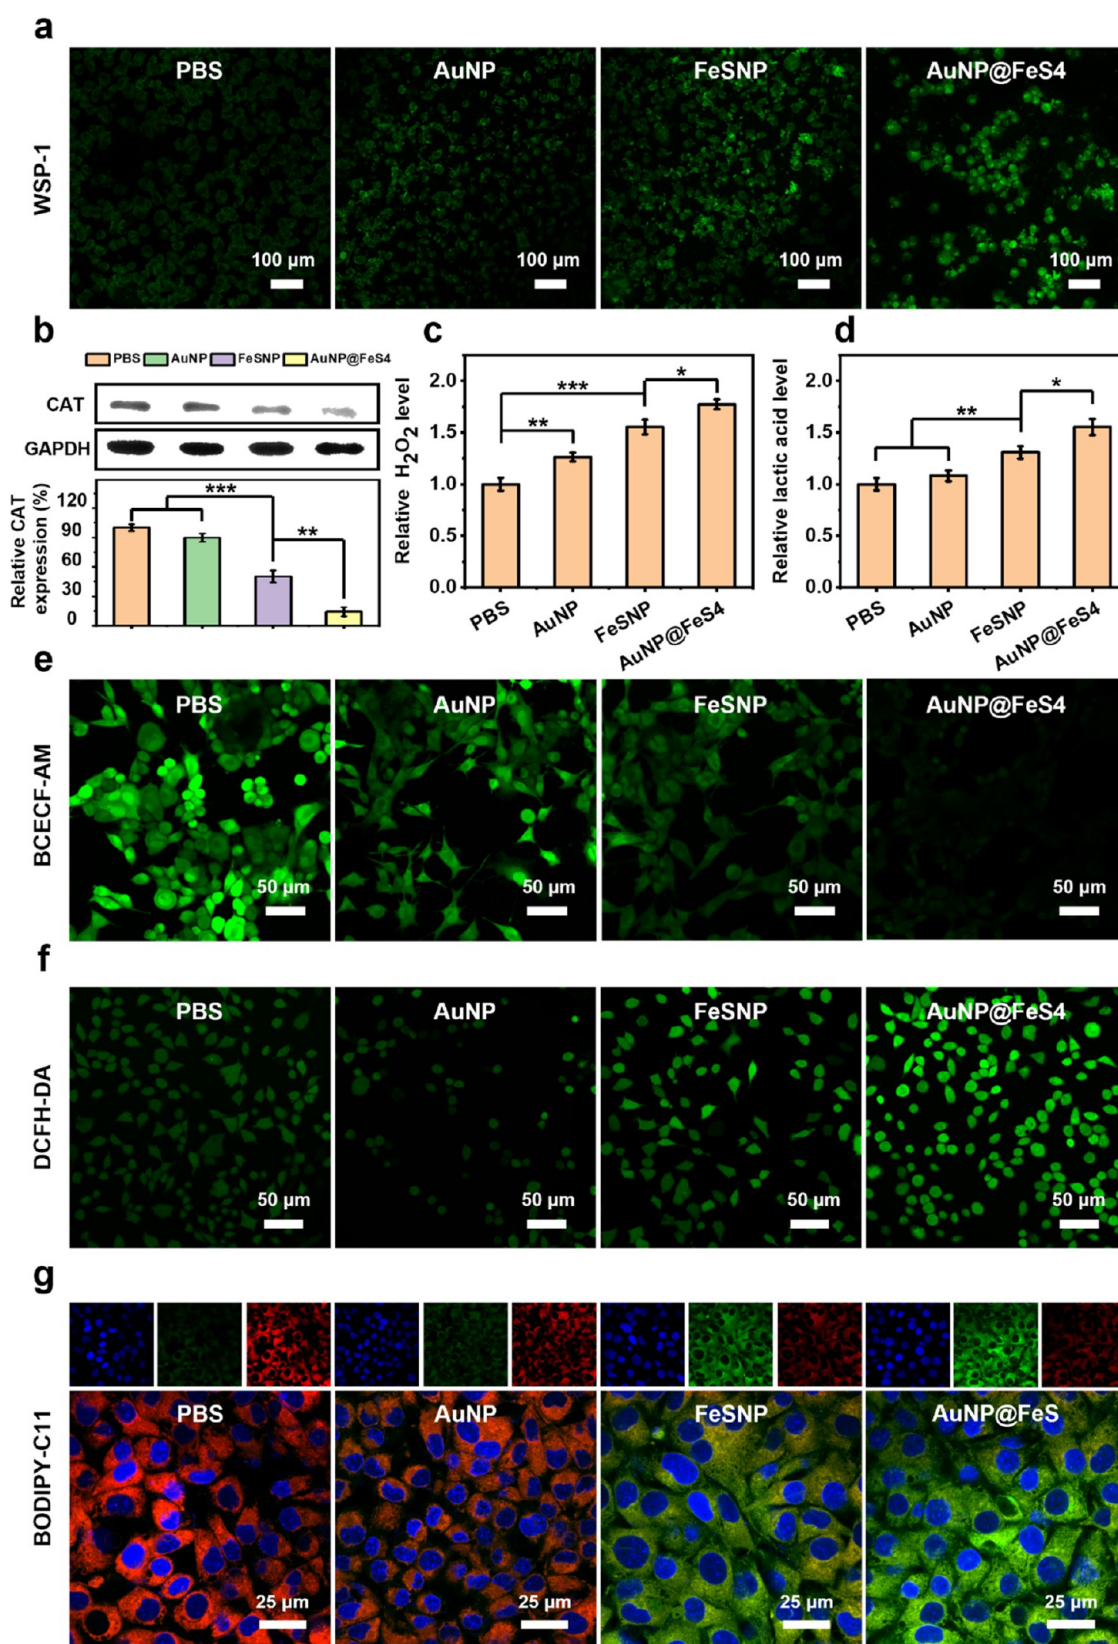 a
WSP-1
PBS
AuNP
FeSNP
AuNP@FeS4
100 µm
100 µm
100 µm
100 µm
b
PBS AuNP FeSNP AuNP@FeS4
CAT
GAPDH
Relative CAT
expression (%)
120
90
60
30
0
***
**
c
Relative H2O2 level
2.0
1.5
1.0
0.5
0.0
***
*
**
PBS
AuNP
FeSNP
AuNP@FeS4
d
Relative lactic acid level
2.0
1.5
1.0
0.5
0.0
*
**
PBS
AuNP
FeSNP
AuNP@FeS4
e
BCECF-AM
PBS
AuNP
FeSNP
AuNP@FeS4
50 µm
50 µm
50 µm
50 µm
f
DCFH-DA
PBS
AuNP
FeSNP
AuNP@FeS4
50 µm
50 µm
50 µm
50 µm
g
BODIPY-C11
PBS
AuNP
FeSNP
AuNP@FeS
25 µm
25 µm
25 µm
25 µm